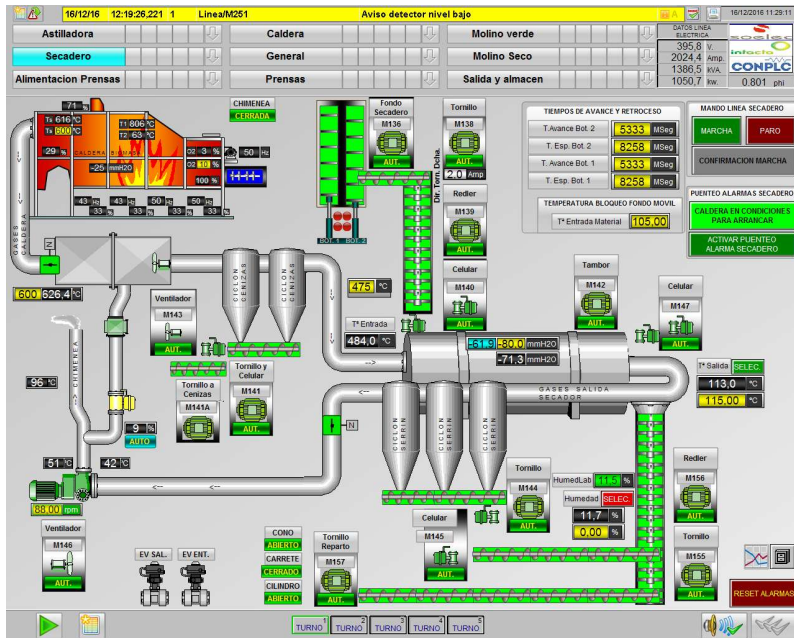 16/12/16 12:19:26,221 1 Linea/M251 Aviso detector nivel bajo
16/12/2016 11:29:11
Astilladora Caldera Molino verde
Secadero General Molino Seco
Alimentacion Prensas Prensas Salida y almacen
DATOS LINEA
ELECTRICA
395,8 V.
2024,4 Amp.
1386,5 kVA.
1050,7 kw.
soelec
infocto
CONPLC
0.801 phi
71 %
Ts 616 ºC
Ts 600 ºC
T1 806 ºC
T2 63 ºC
-29 %
CALDERA BIOMAS
-25 mmH2O
O2 3 %
O2 10 %
100 %
50 Hz
43 Hz 43 Hz 50 Hz 50 Hz
33 % 33 % 33 % 33 %
GASES
CALDERA
CHIMENEA
CERRADA
BOT. 1 BOT. 2
Fondo
Secadero
M136
AUT.
Dir. Torn. Dcha.
Tornillo
M138
AUT.
2.0 Amp
Redler
M139
AUT.
Celular
M140
AUT.
TIEMPOS DE AVANCE Y RETROCESO
T.Avance Bot. 2 5333 MSeg
T. Esp. Bot. 2 8258 MSeg
T. Avance Bot. 1 5333 MSeg
T. Esp. Bot. 1 8258 MSeg
TEMPERATURA BLOQUEO FONDO MOVIL
Tª Entrada Material 105,00
MANDO LINEA SECADERO
MARCHA PARO
CONFIRMACION MARCHA
PUENTEO ALARMAS SECADERO
CALDERA EN CONDICIONES
PARA ARRANCAR
ACTIVAR PUENTEO
ALARMA SECADERO
N
600 626,4 ºC
Ventilador
M143
AUT.
CICLON
CENIZAS
CICLON
CENIZAS
475 ºC
Tª Entrada
484,0 ºC
Tambor
M142
AUT.
Celular
M147
AUT.
-61,9 -80,0 mmH2O
-71,3 mmH2O
Tª Salida SELEC.
113,0 ºC
115,00 ºC
GASES SALIDA
SECADOR
CHIMENEA
96 ºC
Tornillo a
Cenizas
M141A
AUT.
Tornillo y
Celular
M141
AUT.
9 %
AUTO
N
CICLON
SERRIN
CICLON
SERRIN
CICLON
SERRIN
51 ºC 42 ºC
88,00 rpm
Tornillo
M144
AUT.
HumedLab 11,5 %
Humedad SELEC.
11,7 %
0,00 %
Redler
M156
AUT.
Ventilador
M146
AUT.
EV SAL. EV ENT.
CONO
ABIERTO
CARRETE
CERRADO
CILINDRO
ABIERTO
Tornillo
Reparto
M157
AUT.
Celular
M145
AUT.
Tornillo
M155
AUT.
RESET ALARMAS
TURNO 1 TURNO 2 TURNO 3 TURNO 4 TURNO 5